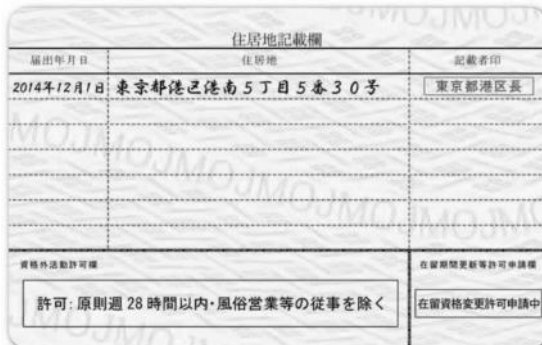 住居地記載欄
届出年月日 住居地 記載者印
2014年12月1日 東京都港区港南5丁目5番30号 東京都港区長
MOJMOJMOJMOJMOJ
資格外活動許可欄 在留期間更新等許可申請欄
許可:原則週28時間以内・風俗営業等の従事を除く 在留資格変更許可申請中